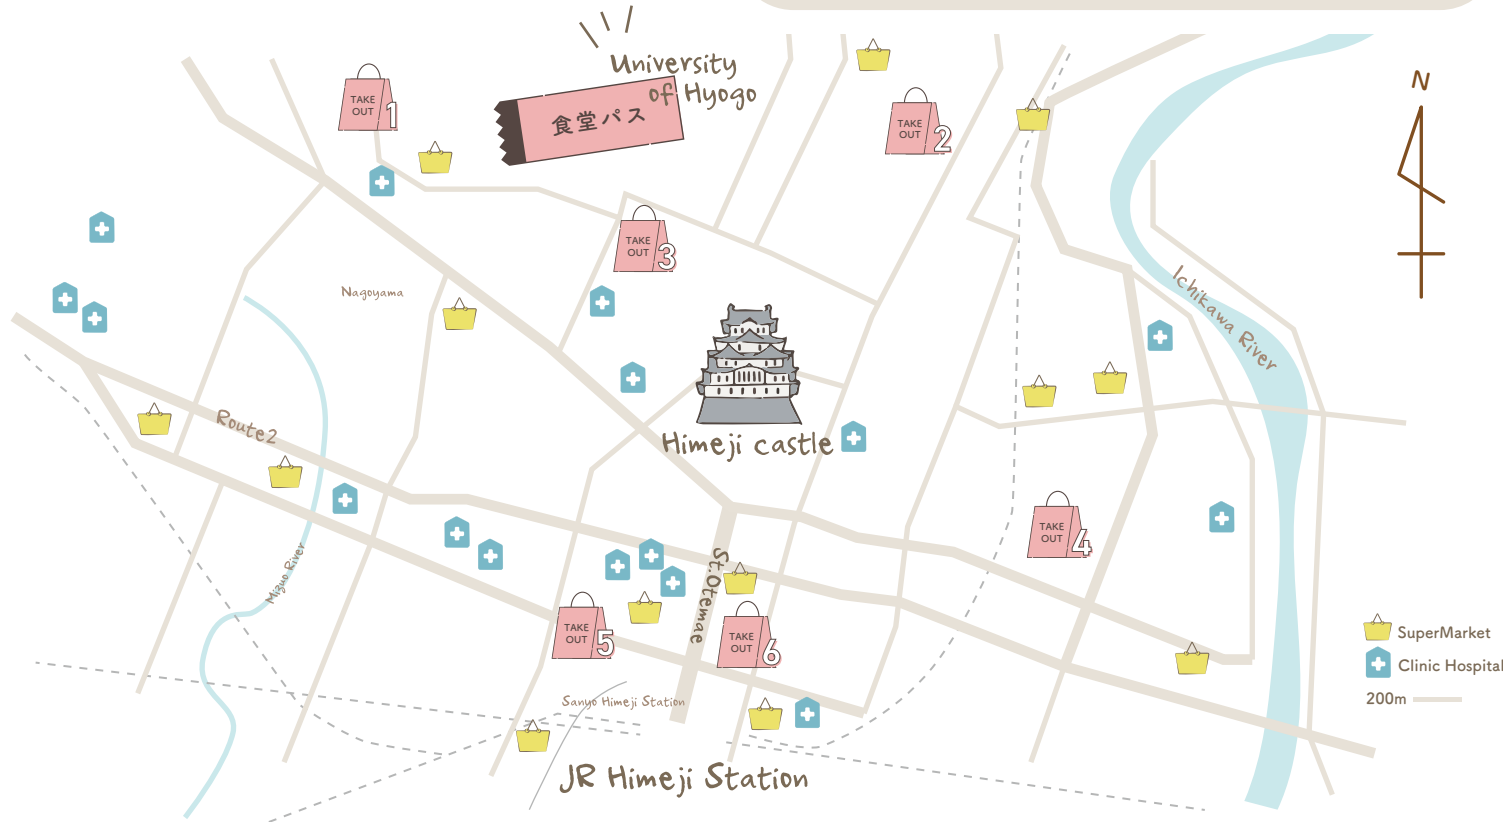 University
of Hyogo
食堂パス
TAKE
OUT
1
TAKE
OUT
2
N
TAKE
OUT
3
Nagoyama
Ichikawa River
Himeji castle
Route2
TAKE
OUT
4
St.Otemae
Mizuo River
TAKE
OUT
5
TAKE
OUT
6
SuperMarket
Clinic Hospital
200m
Sanyo Himeji Station
JR Himeji Station